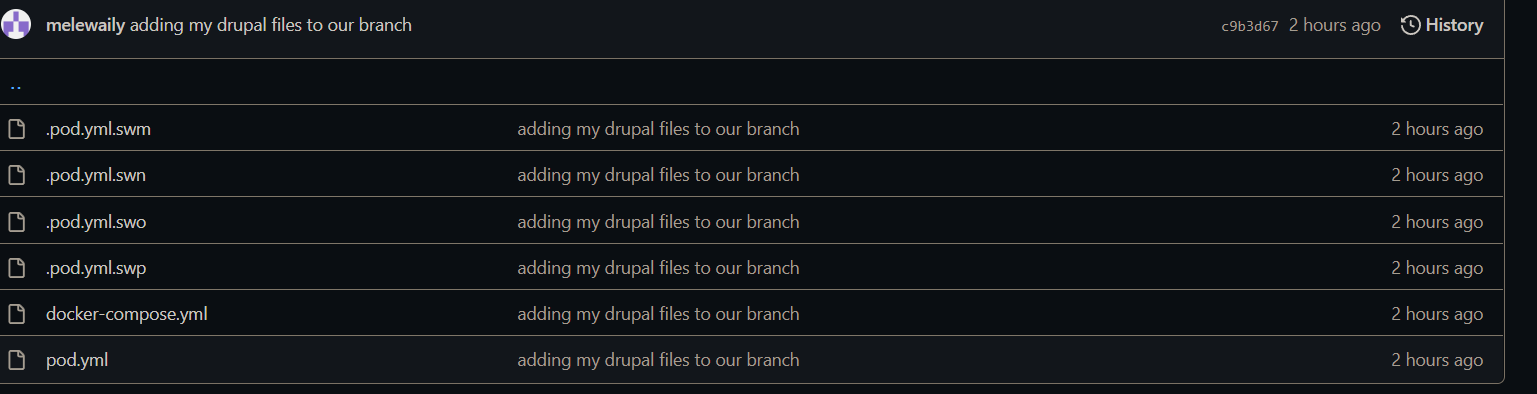 melewaily adding my drupal files to our branch c9b3d67 2 hours ago History
..
.pod.yml.swm adding my drupal files to our branch 2 hours ago
.pod.yml.swn adding my drupal files to our branch 2 hours ago
.pod.yml.swo adding my drupal files to our branch 2 hours ago
.pod.yml.swp adding my drupal files to our branch 2 hours ago
docker-compose.yml adding my drupal files to our branch 2 hours ago
pod.yml adding my drupal files to our branch 2 hours ago